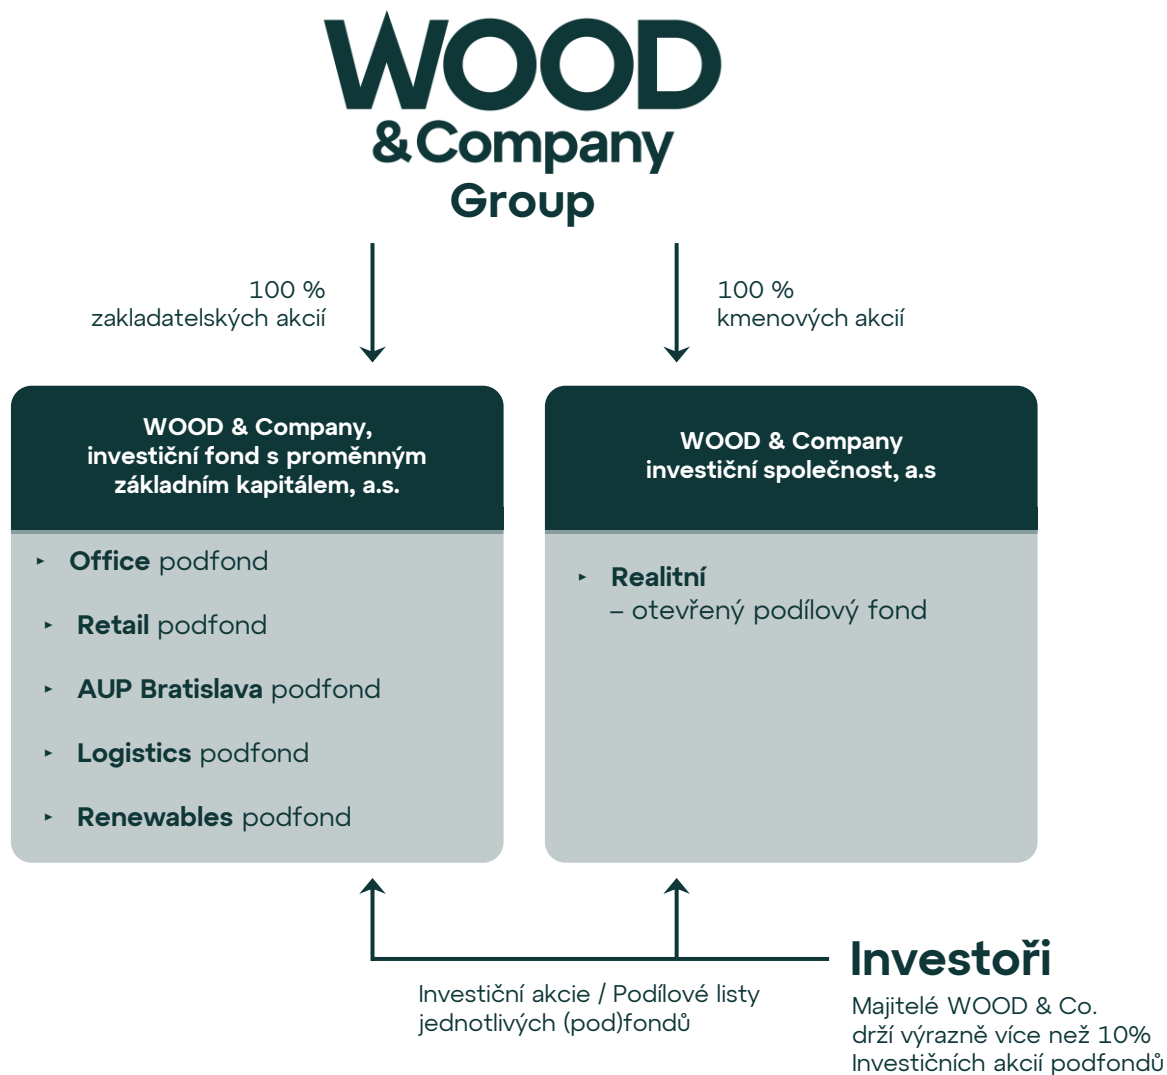 WOOD
&Company
Group
100 %
zakladatelských akcií
100 %
kmenových akcií
WOOD & Company,
investiční fond s proměnným
základním kapitálem, a.s.
▸ Office podfond
▸ Retail podfond
▸ AUP Bratislava podfond
▸ Logistics podfond
▸ Renewables podfond
WOOD & Company
investiční společnost, a.s
▸ Realitní
– otevřený podílový fond
Investiční akcie / Podílové listy
jednotlivých (pod)fondů
Investoři
Majitelé WOOD & Co.
drží výrazně více než 10%
Investičních akcií podfondů